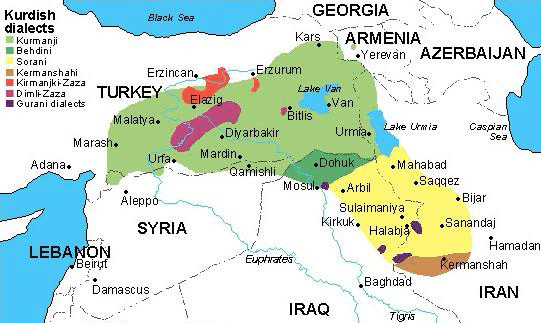 Kurdish
dialects
Kurmanji
Behdini
Sorani
Kermanshahi
Kirmanjki-Zaza
Dimli-Zaza
Gurani dialects
Black Sea
GEORGIA
Kars
ARMENIA
Yerevan
AZERBAIJAN
Erzincan
Erzurum
TURKEY
Elazig
Lake Van
Van
Bitlis
Malatya
Diyarbakir
Urmia
Lake Urmia
Caspian
Sea
Marash
Adana
Urfa
Mardin
Qamishli
Dohuk
Mahabad
Mosul
Arbil
Saqqez
Aleppo
Bijar
Sulaimaniya
SYRIA
Kirkuk
Halabja
Sanandaj
Hamadan
LEBANON
Beirut
Euphrates
Kermanshah
Damascus
Baghdad
IRAN
IRAQ
Tigris